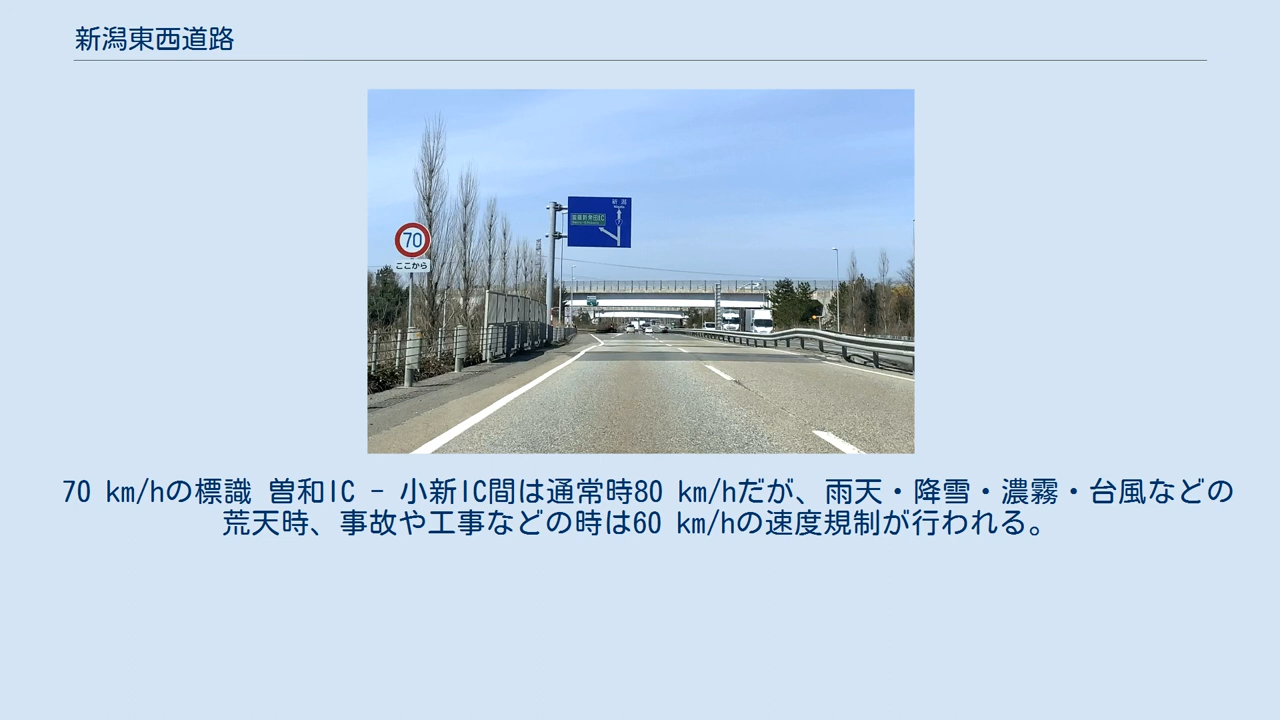 新潟東西道路
70
ここから
新潟
70 km/hの標識 曽和IC － 小新IC間は通常時80 km/hだが、雨天・降雪・濃霧・台風などの
荒天時、事故や工事などの時は60 km/hの速度規制が行われる。